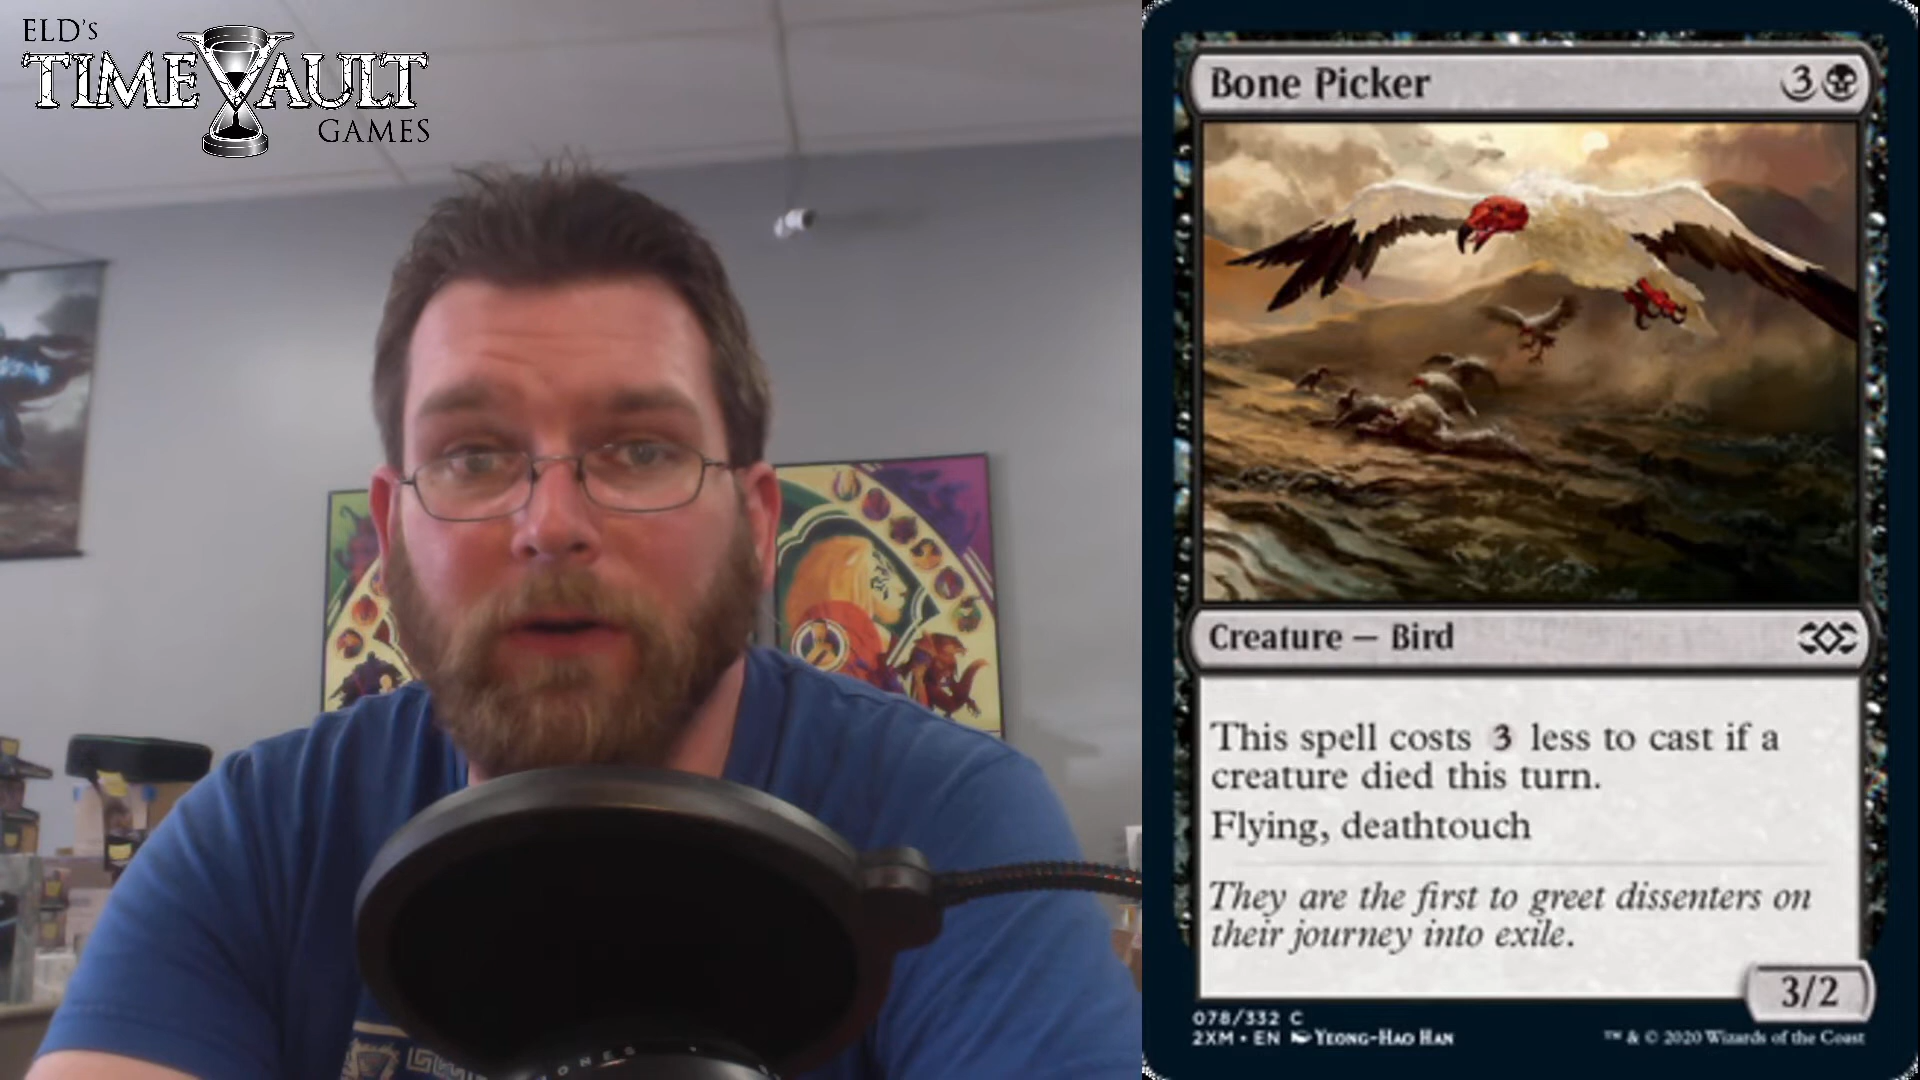 ELD'S
TIME VAULT
GAMES
Bone Picker
3
Creature — Bird
This spell costs 3 less to cast if a
creature died this turn.
Flying, deathtouch
They are the first to greet dissenters on
their journey into exile.
3/2
078/332 C
2XM • EN YEONG-HAO HAN
™ & © 2020 Wizards of the Coast